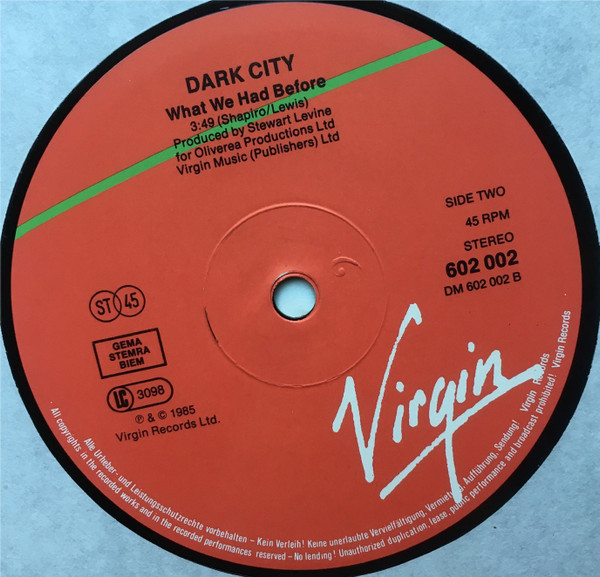 DARK CITY
What We Had Before
3:49 (Shapiro/Lewis)
Produced by Stewart Levine
for Oliverea Productions Ltd
Virgin Music (Publishers) Ltd
SIDE TWO
45 RPM
STEREO
602 002
DM 602 002 B
ST 45
GEMA
STEMRA
BIEM
LC 3098
℗ & © 1985
Virgin Records Ltd.
Virgin
Alle Urheber- und Leistungsschutzrechte vorbehalten – Kein Verleih! Keine unerlaubte Vervielfältigung, Vermietung, Aufführung, Sendung! Virgin Records
All copyrights in the recorded works and in the recorded performances reserved – No lending! Unauthorized duplication, lease, public performance and broadcast prohibited! Virgin Records